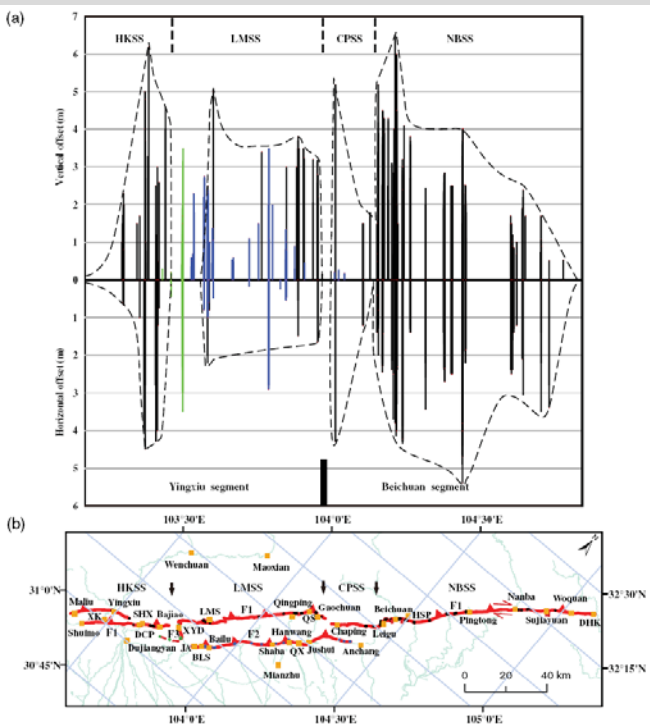 (a)
7
HKSS LMSS CPSS NBSS
6
5
4
3
2
1
0
1
2
3
4
5
6
Vertical offset(m)
Horizontal offset(m)
Yingxiu segment Beichuan segment
(b)
103°30'E 104°0'E 104°30'E
Wenchuan Maoxian
31°0'N 32°30'N
HKSS LMSS CPSS NBSS
Maliu Yingxiu Qingping Gaochuan Beichuan F1 Nanba Woquan
XK SHX Bajiao LMS F1 QS HSP
Shuimo F1 DCP F3 XYD Bailu F2 Hanwang Chaping Leigu Pingtong Sujiayuan DHK
Dujiangyan JA BLS Shaba QX Jushui Anchang
30°45'N Mianzhu 32°15'N
0 20 40 km
104°0'E 104°30'E 105°0'E